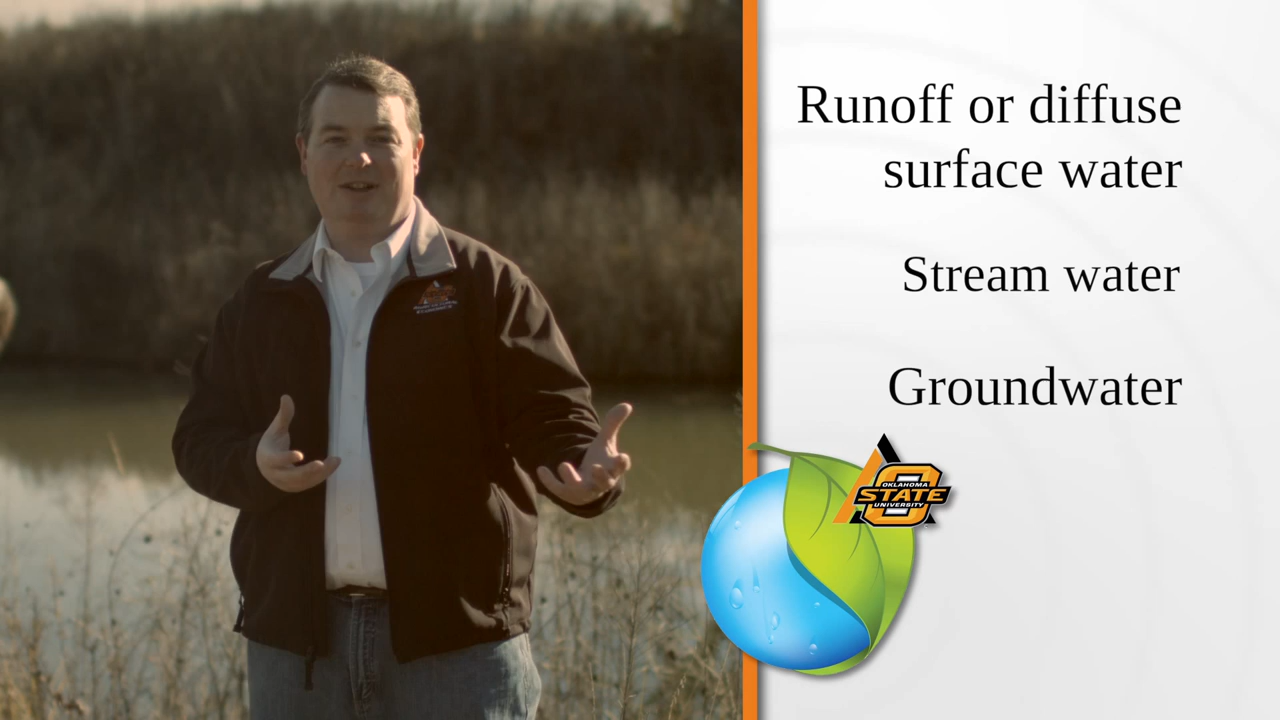 Runoff or diffuse
surface water
Stream water
Groundwater
OKLAHOMA
STATE
UNIVERSITY